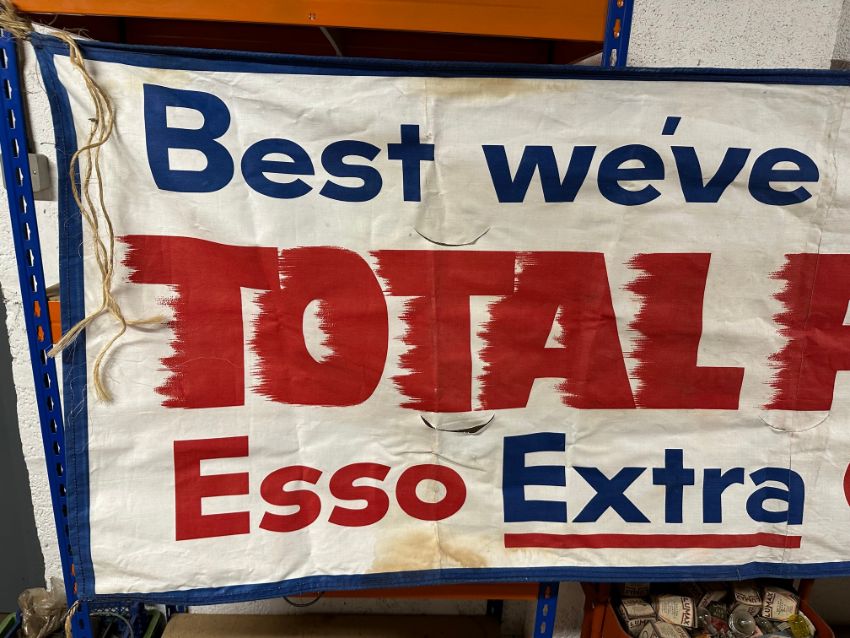 Best we've
TOTAL
Esso Extra